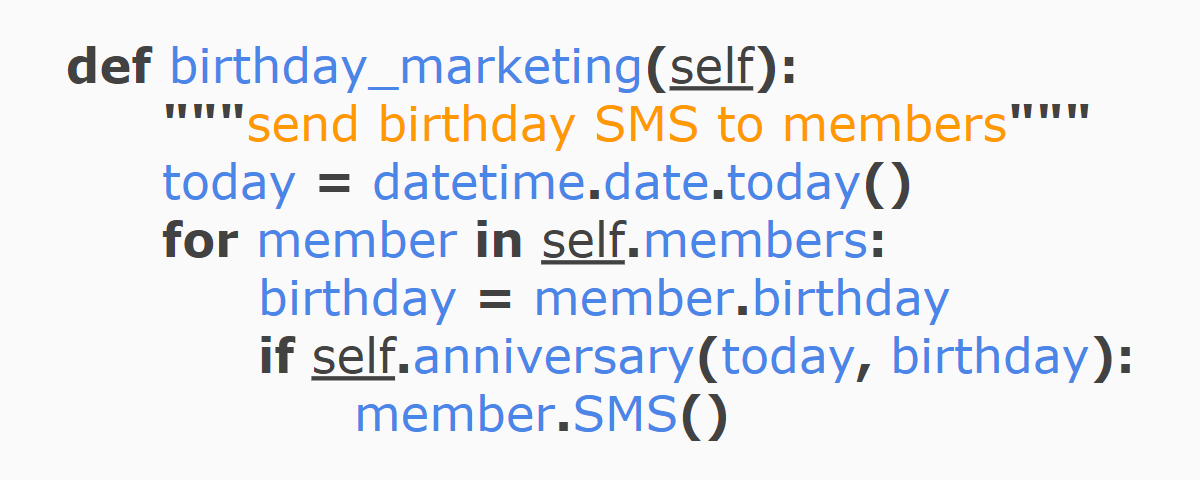 def birthday_marketing(self):
    """send birthday SMS to members"""
    today = datetime.date.today()
    for member in self.members:
        birthday = member.birthday
        if self.anniversary(today, birthday):
            member.SMS()